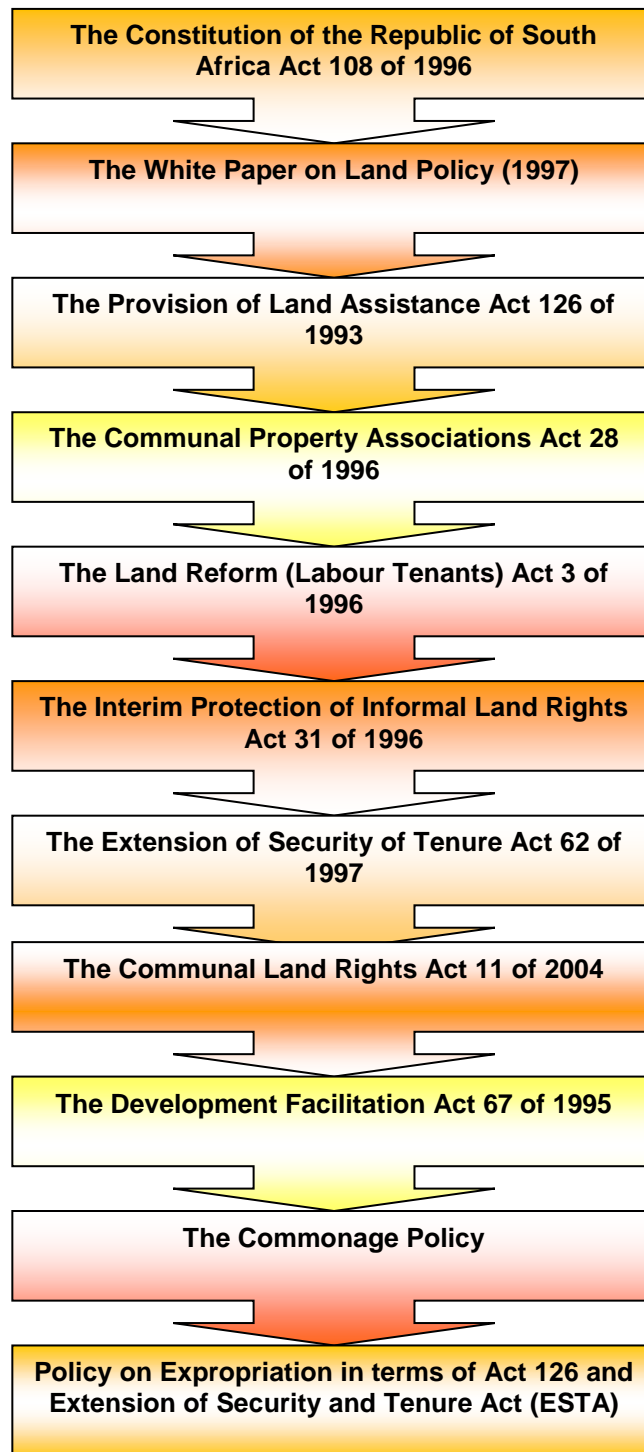 The Constitution of the Republic of South
Africa Act 108 of 1996
The White Paper on Land Policy (1997)
The Provision of Land Assistance Act 126 of
1993
The Communal Property Associations Act 28
of 1996
The Land Reform (Labour Tenants) Act 3 of
1996
The Interim Protection of Informal Land Rights
Act 31 of 1996
The Extension of Security of Tenure Act 62 of
1997
The Communal Land Rights Act 11 of 2004
The Development Facilitation Act 67 of 1995
The Commonage Policy
Policy on Expropriation in terms of Act 126 and
Extension of Security and Tenure Act (ESTA)